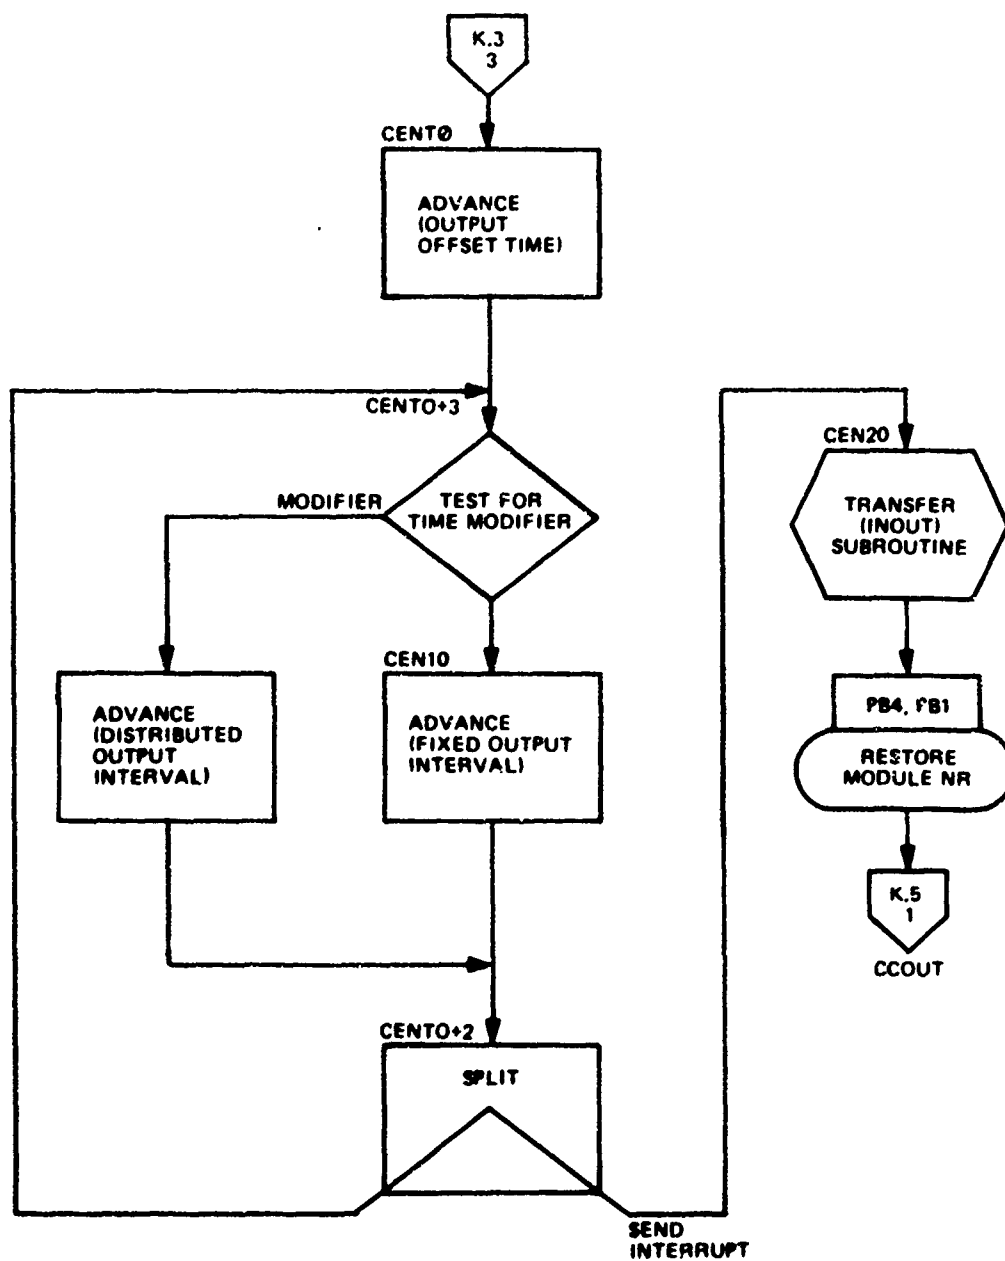 K.3
3
CENTØ
ADVANCE
(OUTPUT
OFFSET TIME)
CENTO+3
MODIFIER
TEST FOR
TIME MODIFIER
ADVANCE
(DISTRIBUTED
OUTPUT
INTERVAL)
CEN10
ADVANCE
(FIXED OUTPUT
INTERVAL)
CENTO+2
SPLIT
SEND
INTERRUPT
CEN20
TRANSFER
(INOUT)
SUBROUTINE
PB4, PB1
RESTORE
MODULE NR
K.5
1
CCOUT